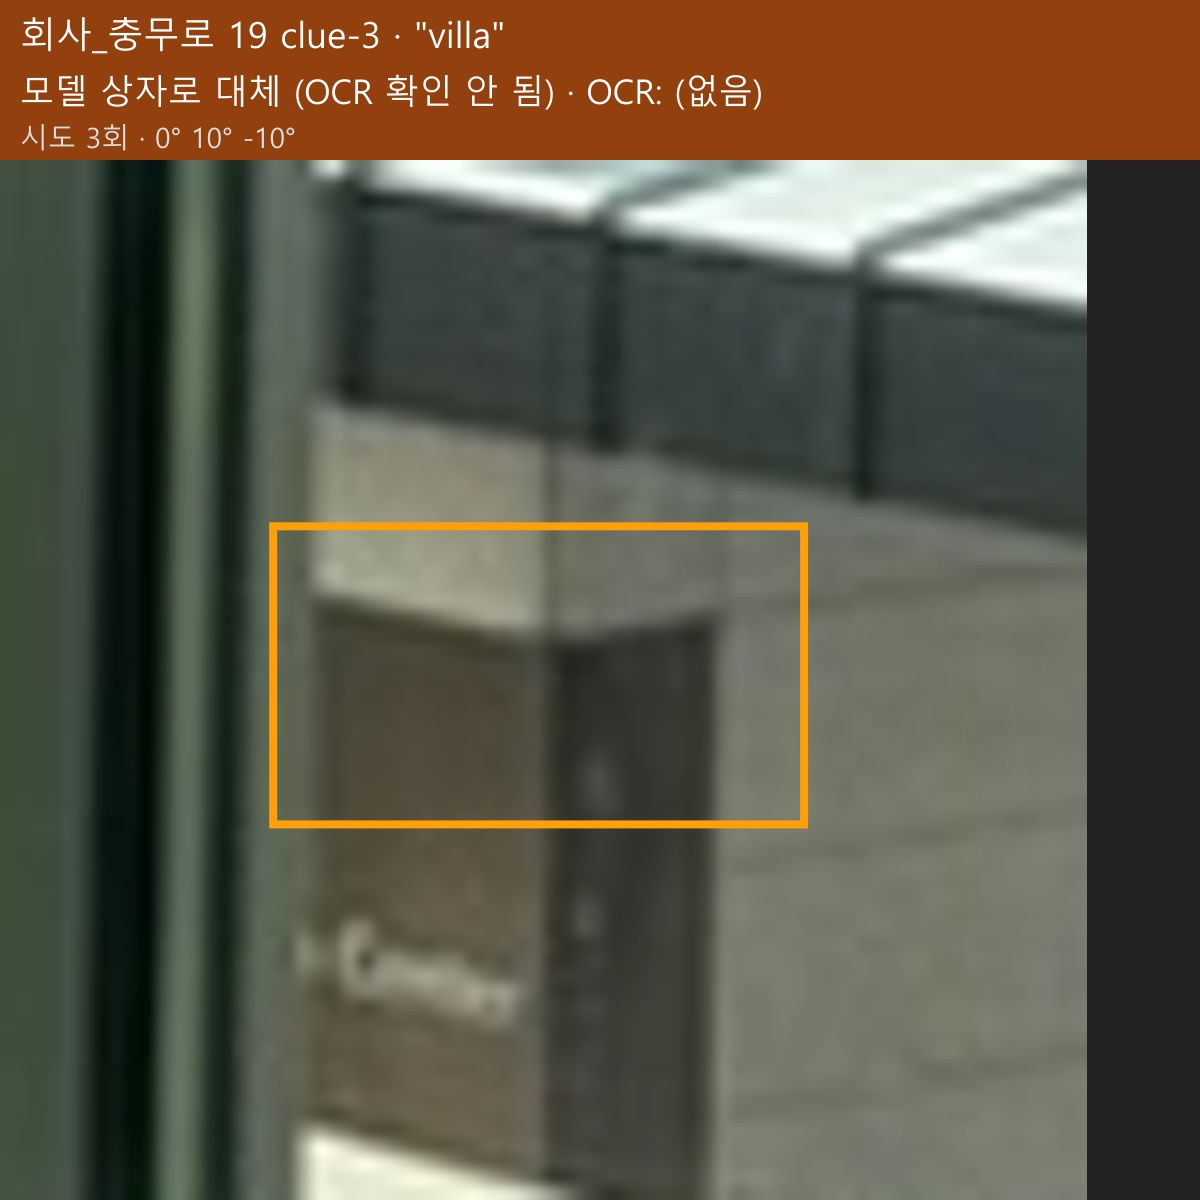 회사_충무로 19 clue-3 · "villa"
모델 상자로 대체 (OCR 확인 안 됨) · OCR: (없음)
시도 3회 · 0° 10° -10°